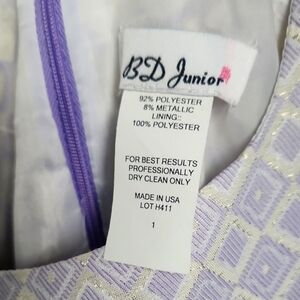 BD Junior
92% POLYESTER
8% METALLIC
LINING::
100% POLYESTER
FOR BEST RESULTS
PROFESSIONALLY
DRY CLEAN ONLY
MADE IN USA
LOT H411
1